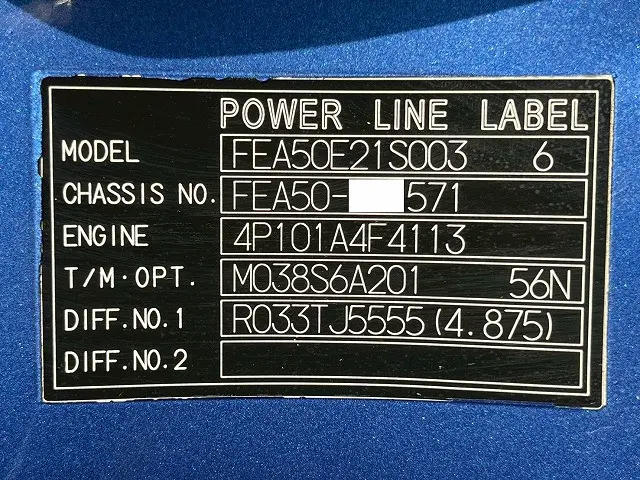 POWER LINE LABEL
MODEL FEA50E21S003 6
CHASSIS NO. FEA50- 571
ENGINE 4P101A4F4113
T/M·OPT. M038S6A201 56N
DIFF.NO.1 R033TJ5555(4.875)
DIFF.NO.2